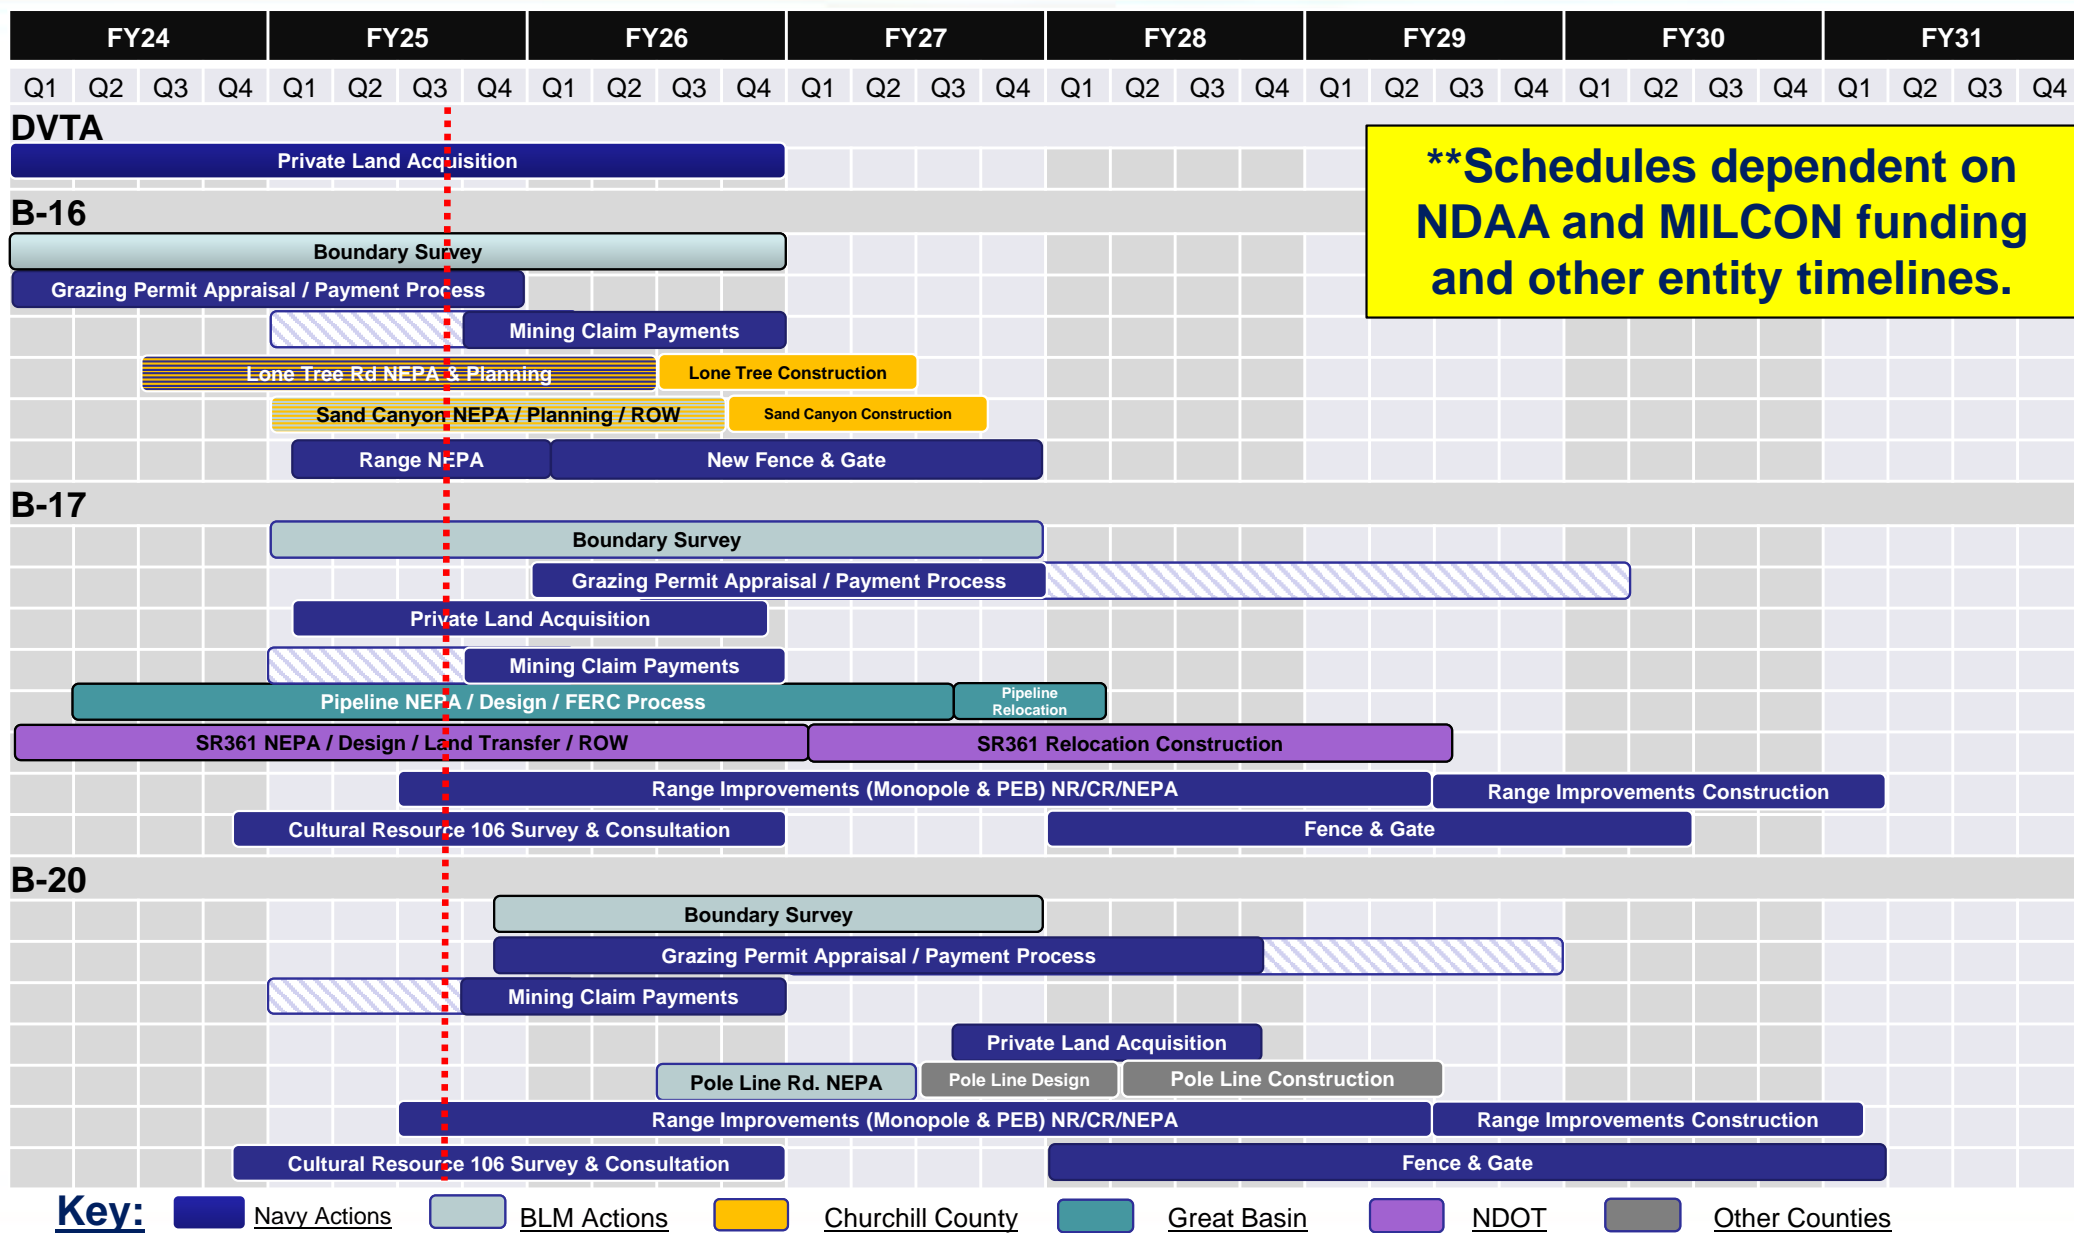 FY24 FY25 FY26 FY27 FY28 FY29 FY30 FY31
Q1 Q2 Q3 Q4 Q1 Q2 Q3 Q4 Q1 Q2 Q3 Q4 Q1 Q2 Q3 Q4 Q1 Q2 Q3 Q4 Q1 Q2 Q3 Q4 Q1 Q2 Q3 Q4 Q1 Q2 Q3 Q4
DVTA
Private Land Acquisition
**Schedules dependent on
NDAA and MILCON funding
and other entity timelines.
B-16
Boundary Survey
Grazing Permit Appraisal / Payment Process
Mining Claim Payments
Lone Tree Rd NEPA & Planning Lone Tree Construction
Sand Canyon NEPA / Planning / ROW Sand Canyon Construction
Range NEPA New Fence & Gate
B-17
Boundary Survey
Grazing Permit Appraisal / Payment Process
Private Land Acquisition
Mining Claim Payments
Pipeline NEPA / Design / FERC Process
Pipeline
Relocation
SR361 NEPA / Design / Land Transfer / ROW SR361 Relocation Construction
Range Improvements (Monopole & PEB) NR/CR/NEPA Range Improvements Construction
Cultural Resource 106 Survey & Consultation Fence & Gate
B-20
Boundary Survey
Grazing Permit Appraisal / Payment Process
Mining Claim Payments
Private Land Acquisition
Pole Line Rd. NEPA Pole Line Design Pole Line Construction
Range Improvements (Monopole & PEB) NR/CR/NEPA Range Improvements Construction
Cultural Resource 106 Survey & Consultation Fence & Gate
Key: Navy Actions BLM Actions Churchill County Great Basin NDOT Other Counties